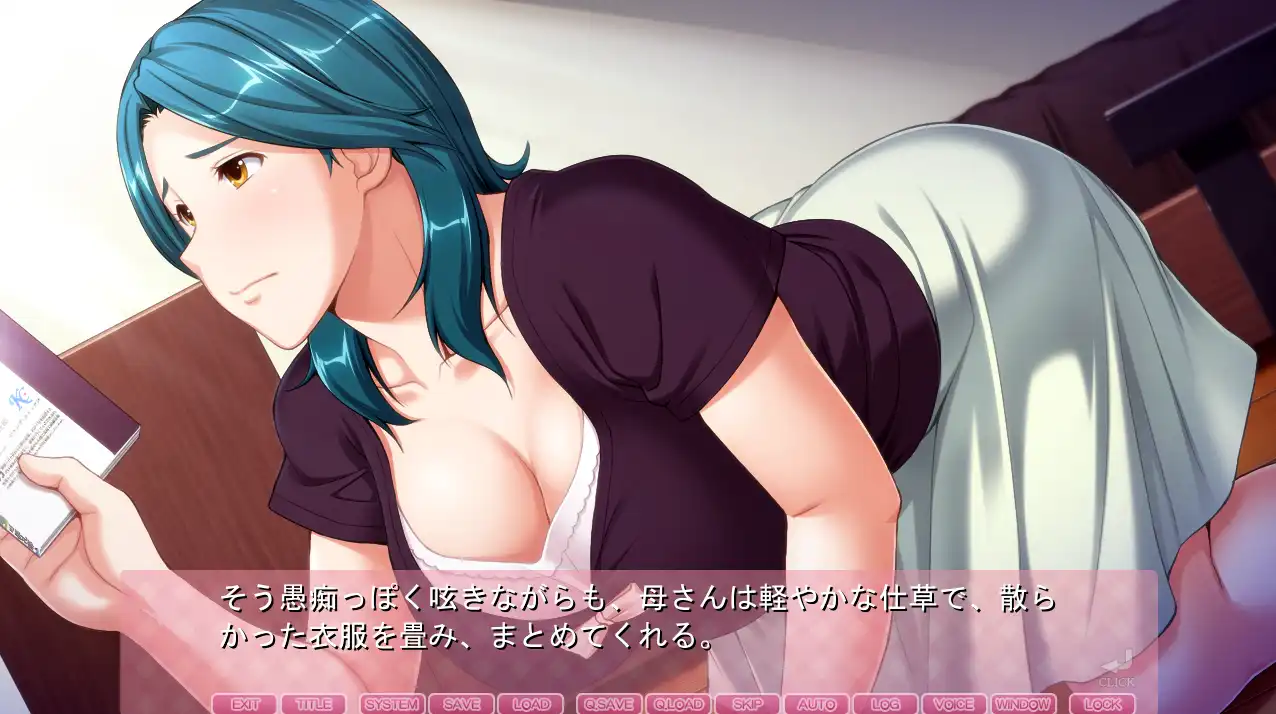 そう愚痴っぽく呟きながらも、母さんは軽やかな仕草で、散ら
かった衣服を畳み、まとめてくれる。
CLICK
EXIT TITLE SYSTEM SAVE LOAD Q.SAVE Q.LOAD SKIP AUTO LOG VOICE WINDOW LOCK